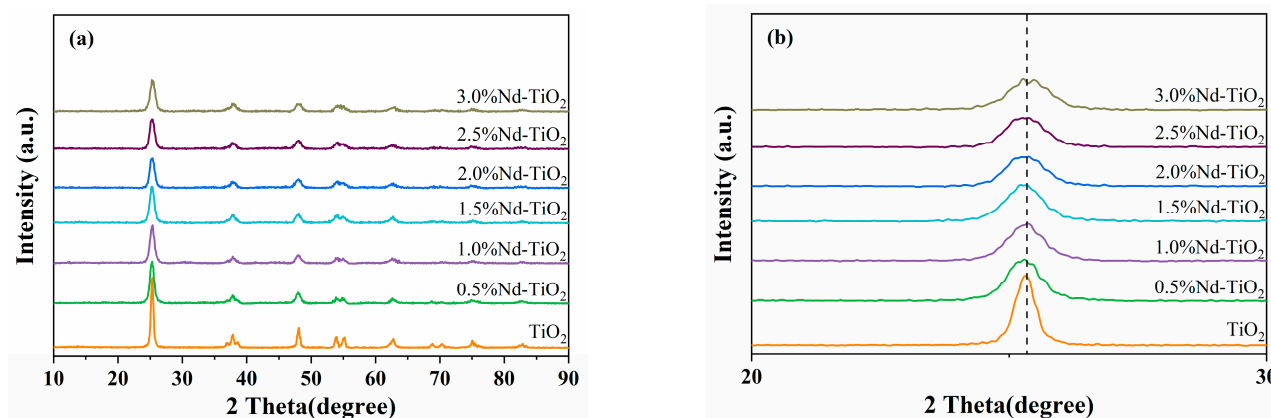 (a)
3.0%Nd-TiO₂
2.5%Nd-TiO₂
2.0%Nd-TiO₂
1.5%Nd-TiO₂
1.0%Nd-TiO₂
0.5%Nd-TiO₂
TiO₂
Intensity (a.u.)
10 20 30 40 50 60 70 80 90
2 Theta(degree)
(b)
3.0%Nd-TiO₂
2.5%Nd-TiO₂
2.0%Nd-TiO₂
1.5%Nd-TiO₂
1.0%Nd-TiO₂
0.5%Nd-TiO₂
TiO₂
Intensity (a.u.)
20 30
2 Theta(degree)